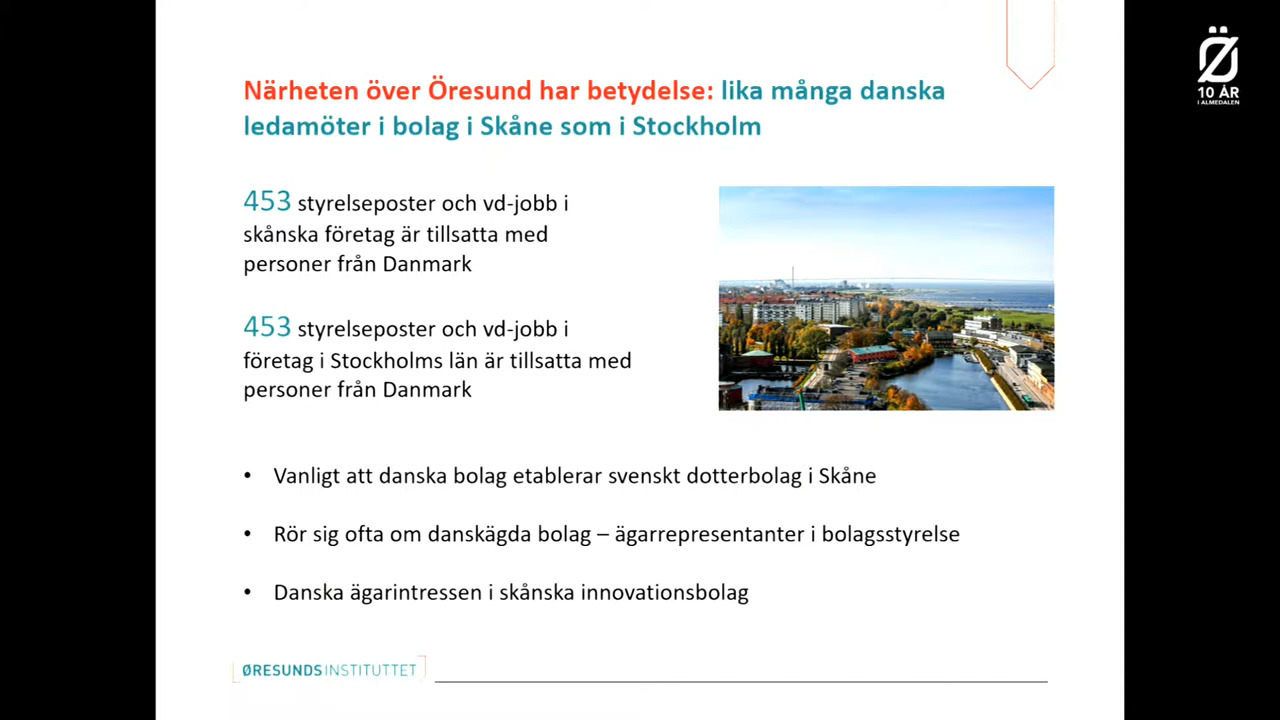 Närheten över Öresund har betydelse: lika många danska
ledamöter i bolag i Skåne som i Stockholm
453 styrelseposter och vd-jobb i
skånska företag är tillsatta med
personer från Danmark
453 styrelseposter och vd-jobb i
företag i Stockholms län är tillsatta med
personer från Danmark
• Vanligt att danska bolag etablerar svenskt dotterbolag i Skåne
• Rör sig ofta om danskägda bolag – ägarrepresentanter i bolagsstyrelse
• Danska ägarintressen i skånska innovationsbolag
ØRESUNDSINSTITUTTET
Ö
10 ÅR
I ALMEDALEN